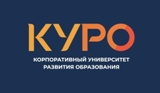 КУРО
КОРПОРАТИВНЫЙ УНИВЕРСИТЕТ
РАЗВИТИЯ ОБРАЗОВАНИЯ